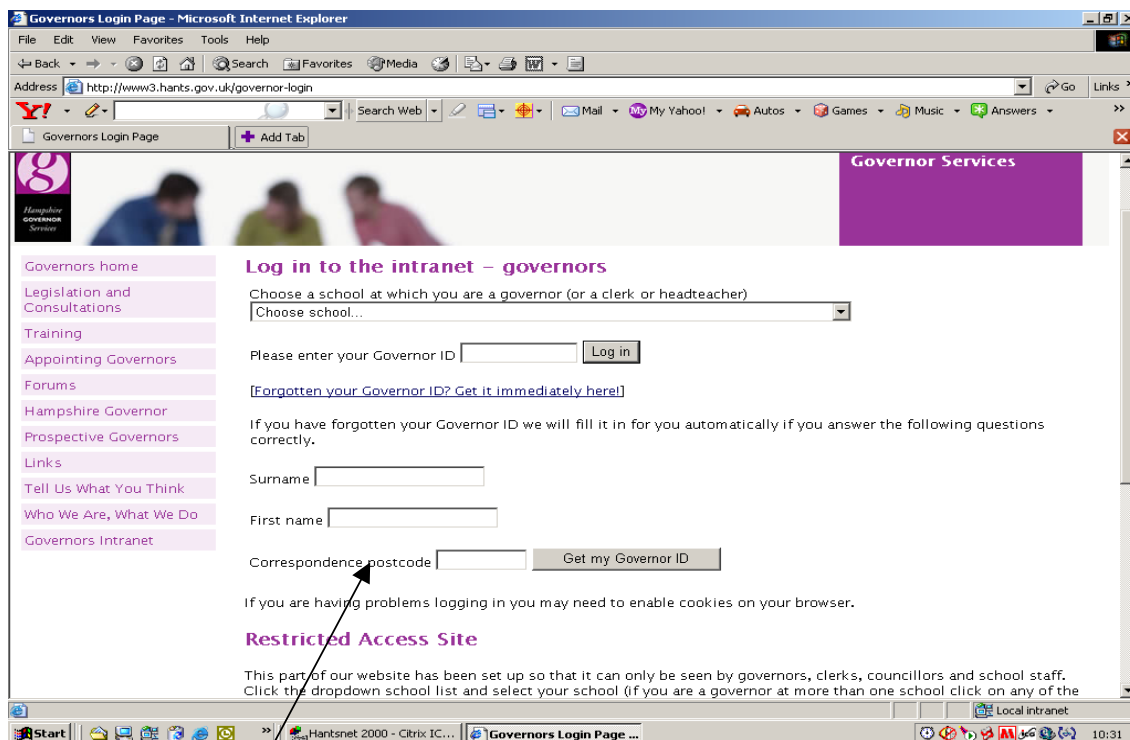 Governors Login Page - Microsoft Internet Explorer
File Edit View Favorites Tools Help
Back Search Favorites Media
Address http://www3.hants.gov.uk/governor-login Go Links »
Y! Search Web Mail My Yahoo! Autos Games Music Answers »
Governors Login Page Add Tab
g
Hampshire
GOVERNOR
Services
Governor Services
Governors home
Legislation and
Consultations
Training
Appointing Governors
Forums
Hampshire Governor
Prospective Governors
Links
Tell Us What You Think
Who We Are, What We Do
Governors Intranet
Log in to the intranet – governors
Choose a school at which you are a governor (or a clerk or headteacher)
Choose school...
Please enter your Governor ID Log in
[Forgotten your Governor ID? Get it immediately here!]
If you have forgotten your Governor ID we will fill it in for you automatically if you answer the following questions
correctly.
Surname
First name
Correspondence postcode Get my Governor ID
If you are having problems logging in you may need to enable cookies on your browser.
Restricted Access Site
This part of our website has been set up so that it can only be seen by governors, clerks, councillors and school staff.
Click the dropdown school list and select your school (if you are a governor at more than one school click on any of the
Local intranet
Start » Hantsnet 2000 - Citrix IC... Governors Login Page ... 10:31